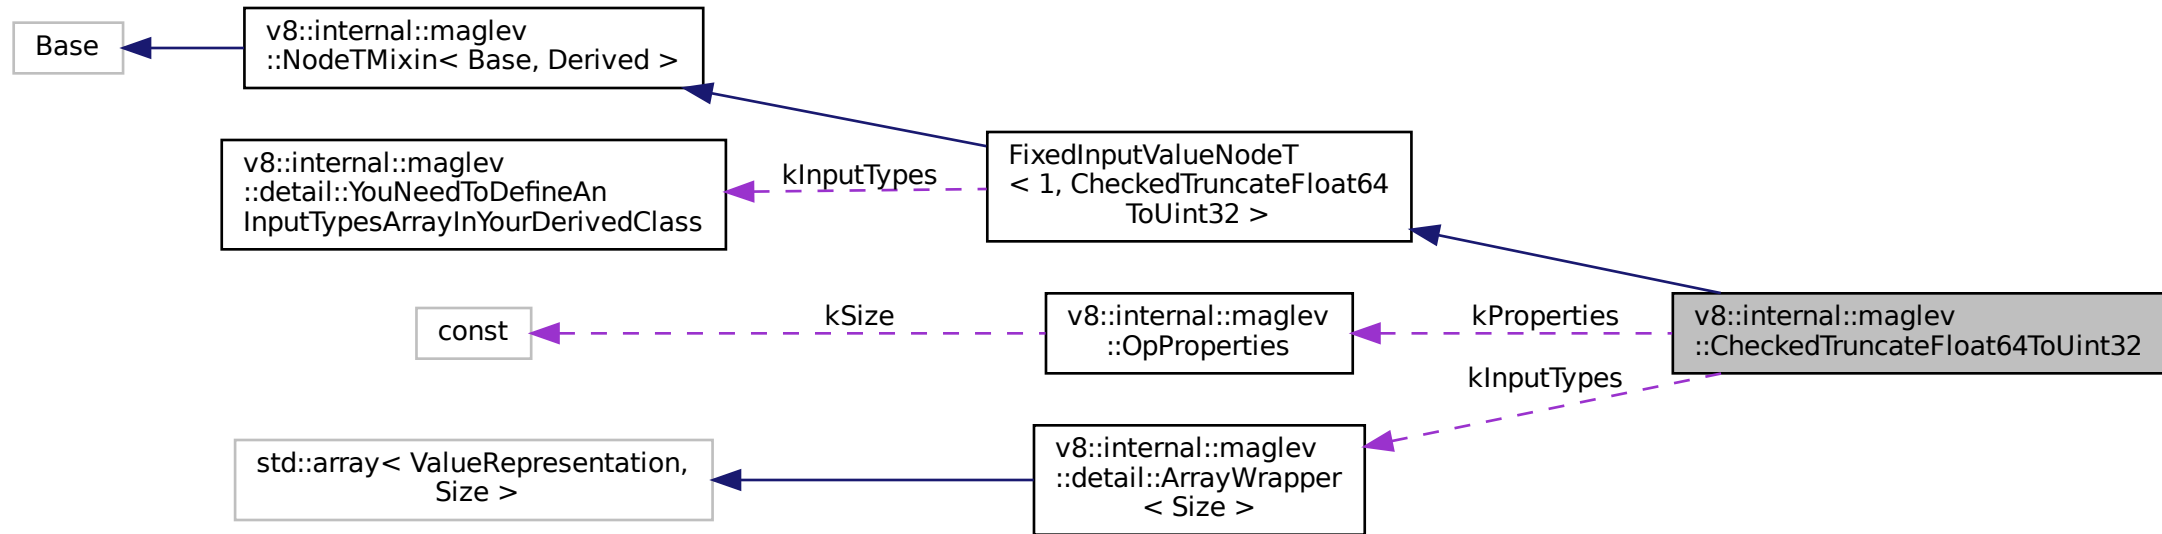 Base
v8::internal::maglev
::NodeTMixin< Base, Derived >
v8::internal::maglev
::detail::YouNeedToDefineAn
InputTypesArrayInYourDerivedClass
kInputTypes
FixedInputValueNodeT
< 1, CheckedTruncateFloat64
ToUint32 >
const
kSize
v8::internal::maglev
::OpProperties
kProperties
v8::internal::maglev
::CheckedTruncateFloat64ToUint32
kInputTypes
std::array< ValueRepresentation,
Size >
v8::internal::maglev
::detail::ArrayWrapper
< Size >